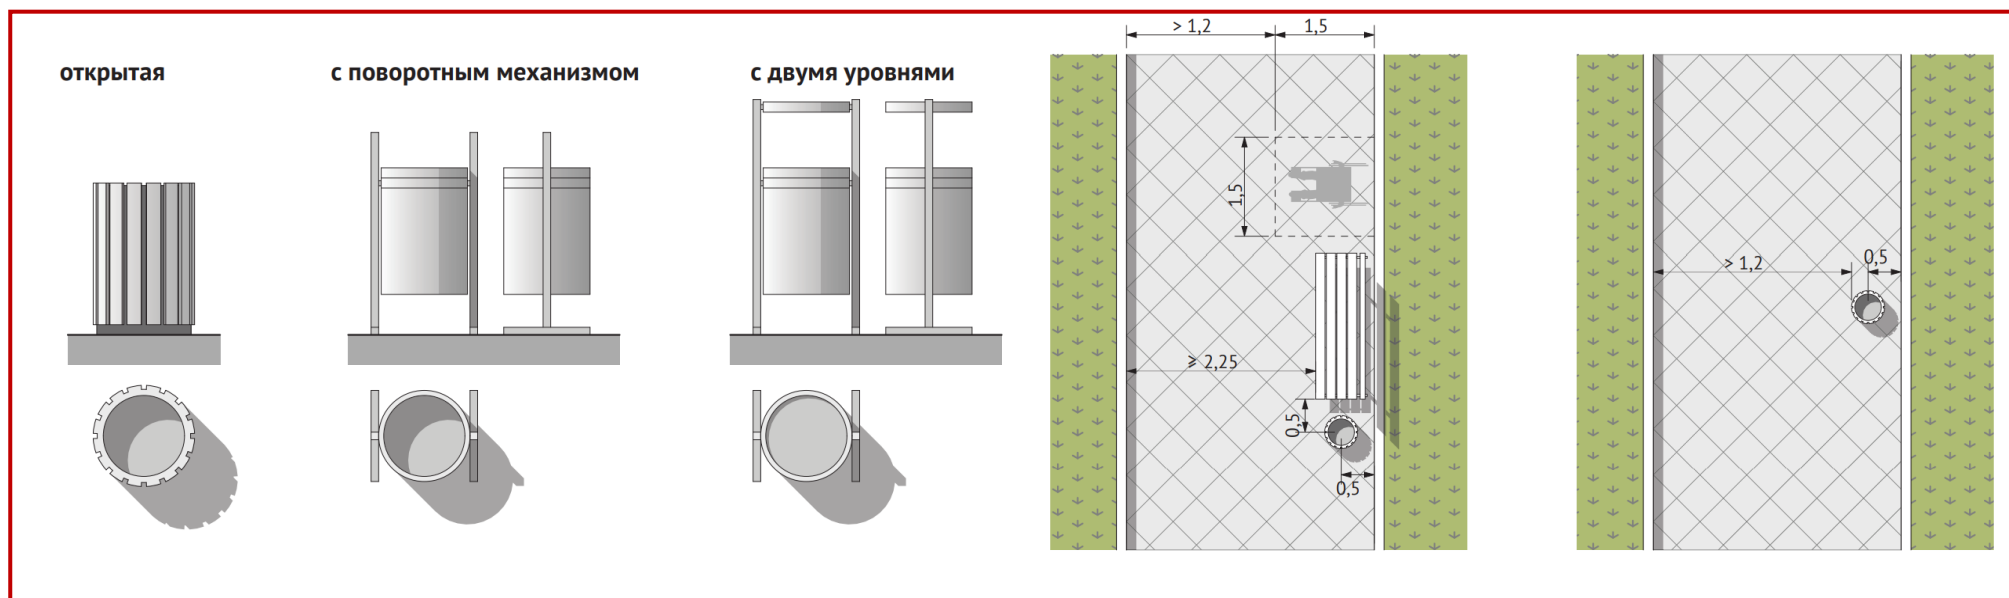 открытая
с поворотным механизмом
с двумя уровнями
> 1,2
1,5
1,5
⩾ 2,25
0,5
0,5
> 1,2
0,5